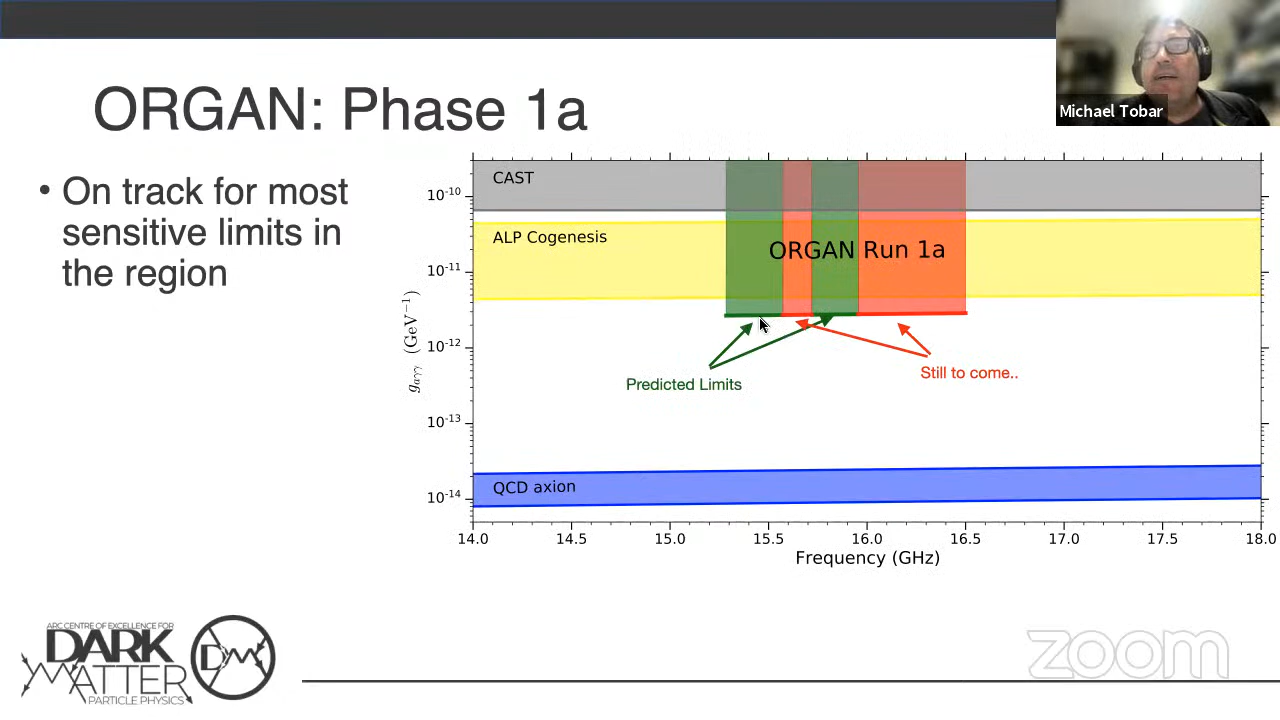 ORGAN: Phase 1a
Michael Tobar
• On track for most
sensitive limits in
the region
CAST
ALP Cogenesis
ORGAN Run 1a
Predicted Limits
Still to come..
QCD axion
10⁻¹⁰
10⁻¹¹
10⁻¹²
10⁻¹³
10⁻¹⁴
g_{aγγ} (GeV⁻¹)
14.0 14.5 15.0 15.5 16.0 16.5 17.0 17.5 18.0
Frequency (GHz)
ARC CENTRE OF EXCELLENCE FOR
DARK
MATTER
PARTICLE PHYSICS
DM
zoom